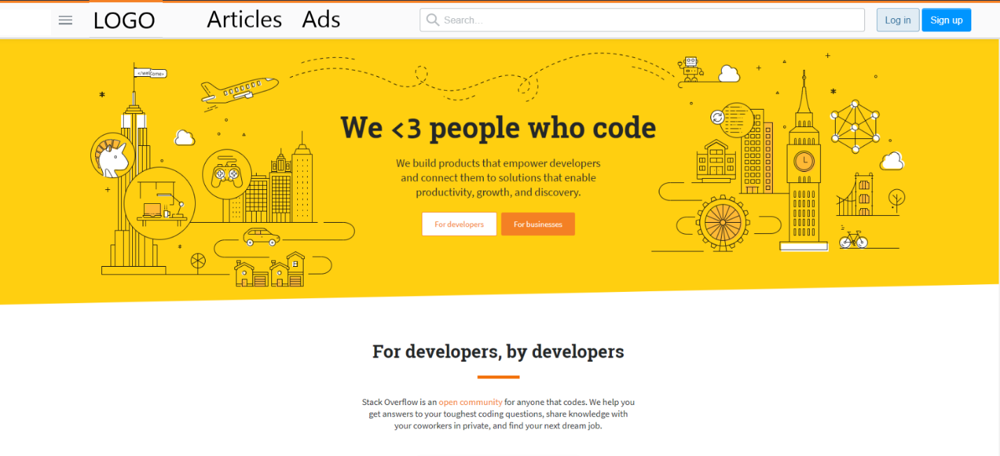 LOGO Articles Ads Search... Log in Sign up
</welcome>
We <3 people who code
We build products that empower developers
and connect them to solutions that enable
productivity, growth, and discovery.
For developers For businesses
For developers, by developers
Stack Overflow is an open community for anyone that codes. We help you
get answers to your toughest coding questions, share knowledge with
your coworkers in private, and find your next dream job.